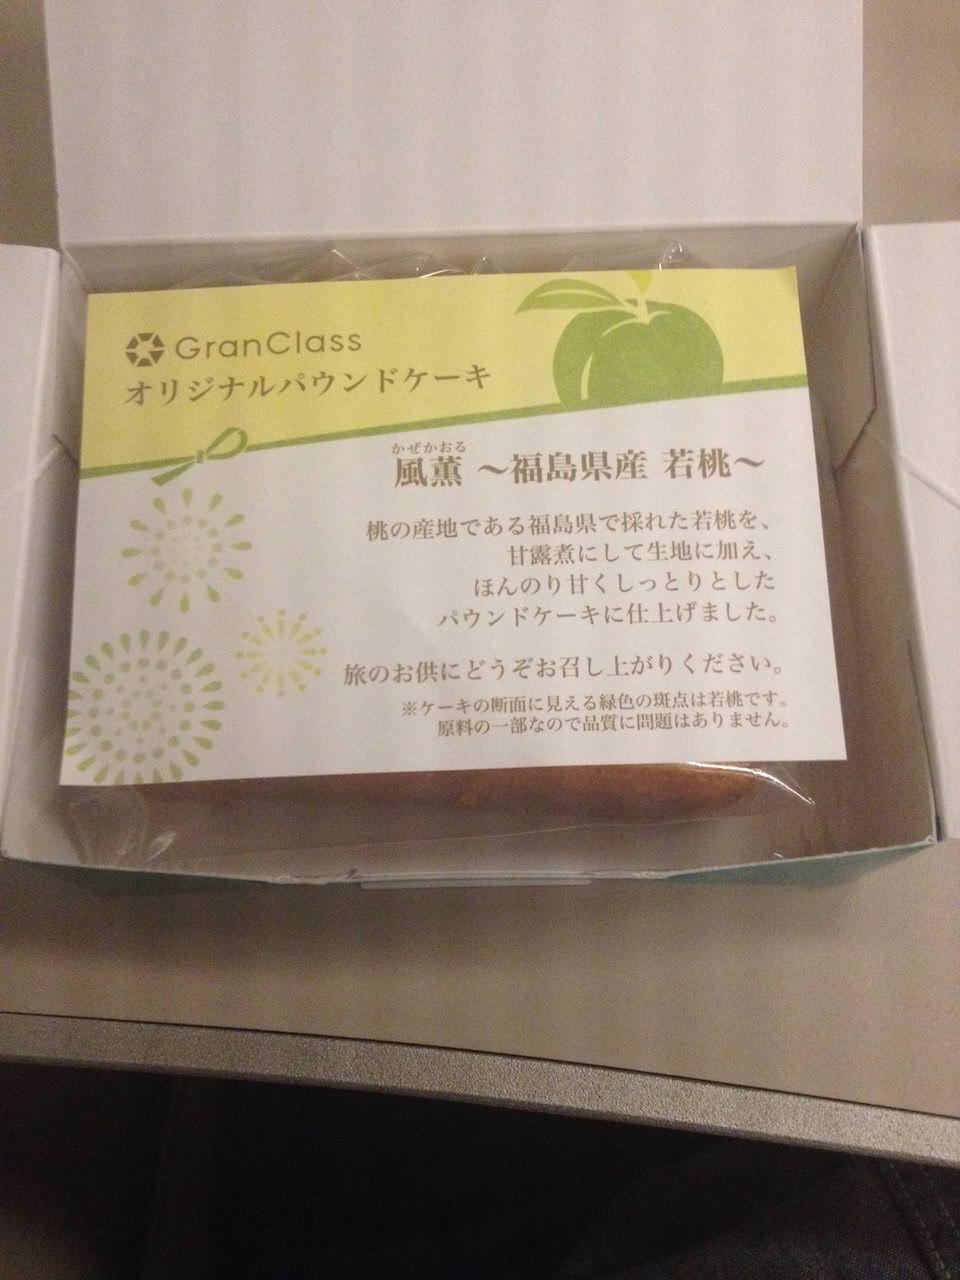 GranClass
オリジナルパウンドケーキ
かぜかおる
風薫 〜福島県産 若桃〜
桃の産地である福島県で採れた若桃を、
甘露煮にして生地に加え、
ほんのり甘くしっとりとした
パウンドケーキに仕上げました。
旅のお供にどうぞお召し上がりください。
※ケーキの断面に見える緑色の斑点は若桃です。
原料の一部なので品質に問題はありません。